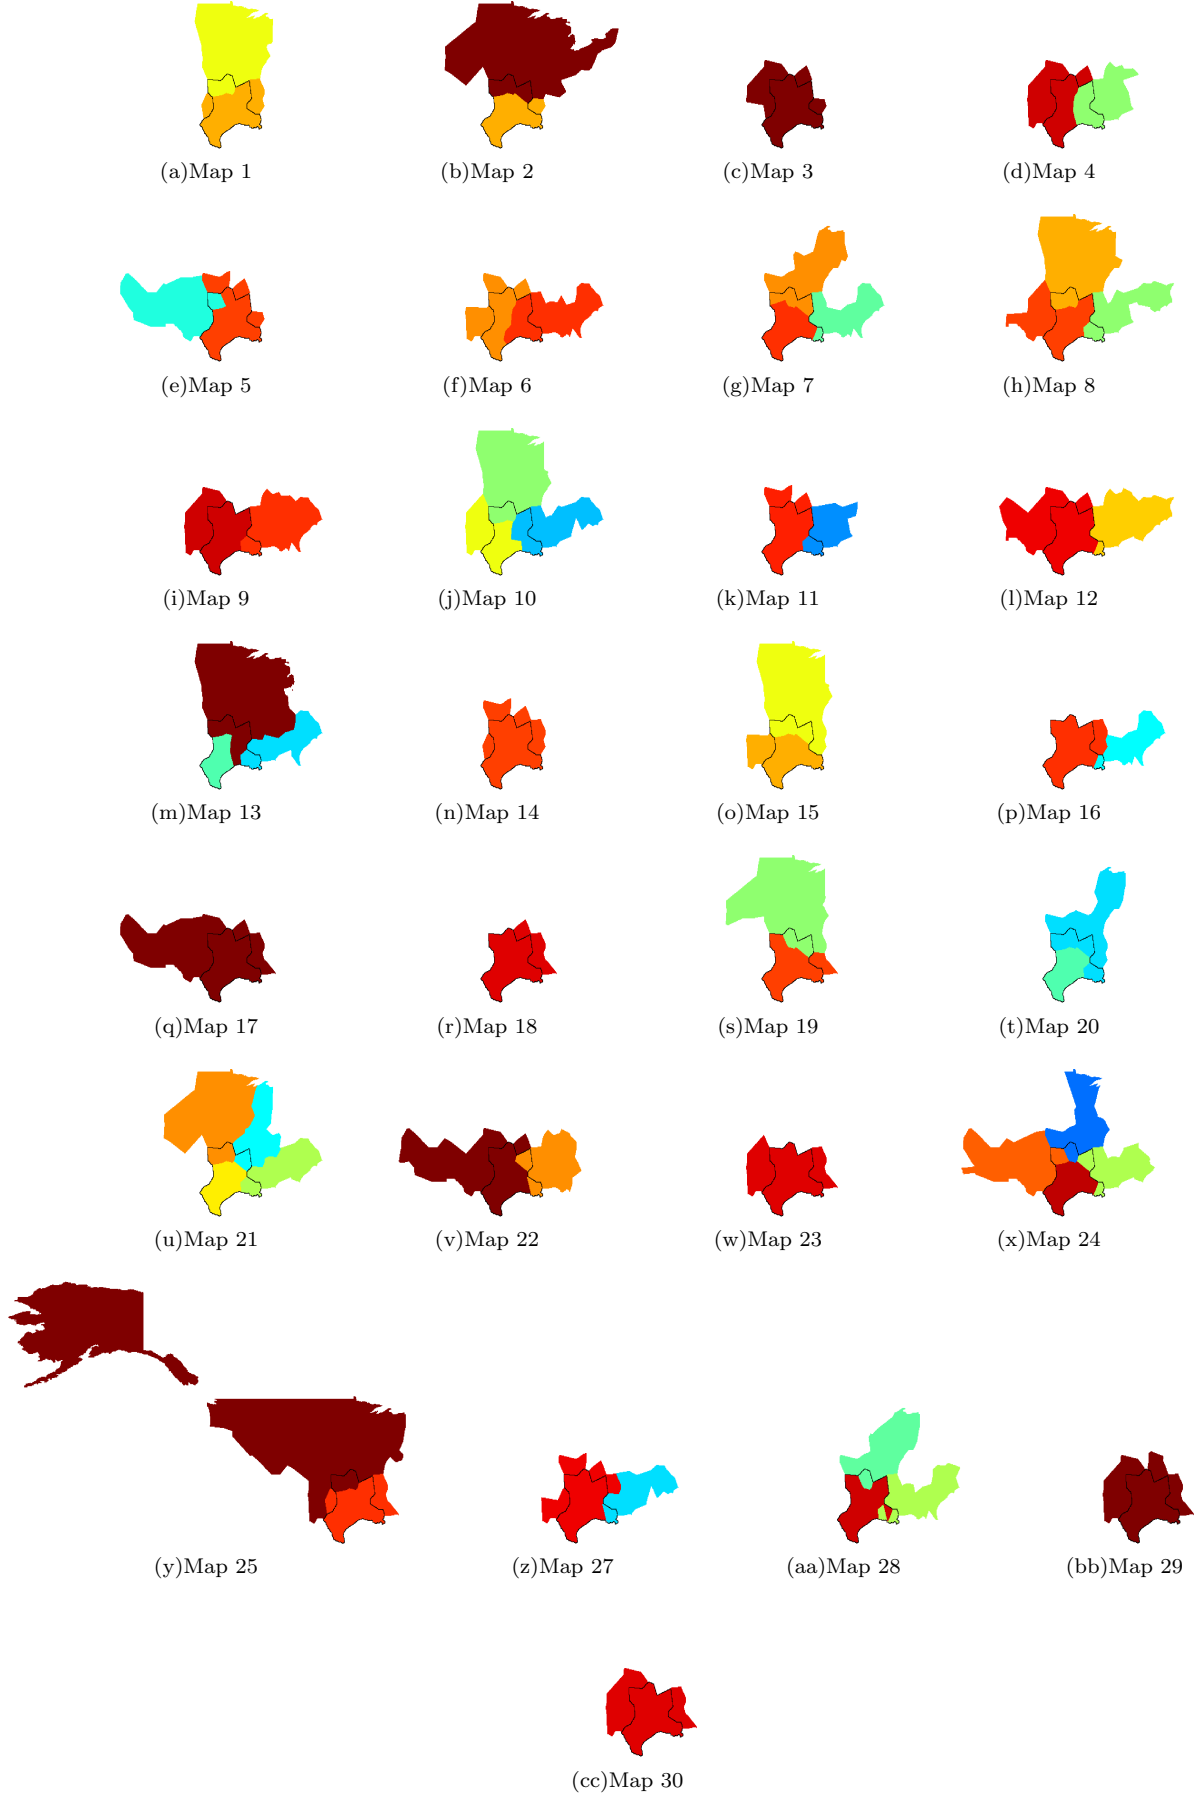 (a)Map 1
(b)Map 2
(c)Map 3
(d)Map 4
(e)Map 5
(f)Map 6
(g)Map 7
(h)Map 8
(i)Map 9
(j)Map 10
(k)Map 11
(l)Map 12
(m)Map 13
(n)Map 14
(o)Map 15
(p)Map 16
(q)Map 17
(r)Map 18
(s)Map 19
(t)Map 20
(u)Map 21
(v)Map 22
(w)Map 23
(x)Map 24
(y)Map 25
(z)Map 27
(aa)Map 28
(bb)Map 29
(cc)Map 30